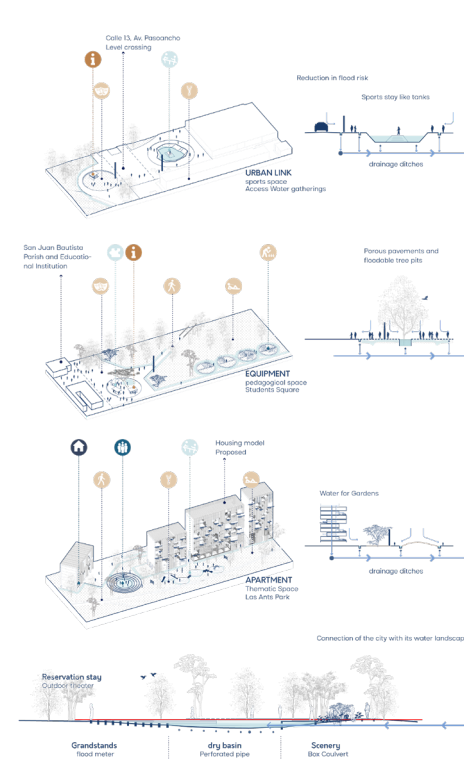 Calle 13, Av. Pasoancho
Level crossing
Reduction in flood risk
Sports stay like tanks
drainage ditches
URBAN LINK
sports space
Access Water gatherings
San Juan Bautista
Parish and Educatio-
nal Institution
Porous pavements and
floodable tree pits
EQUIPMENT
pedagogical space
Students Square
Housing model
Proposed
Water for Gardens
drainage ditches
APARTMENT
Thematic Space
Las Ants Park
Connection of the city with its water landscap
Reservation stay
Outdoor theater
Grandstands
flood meter
dry basin
Perforated pipe
Scenery
Box Coulvert